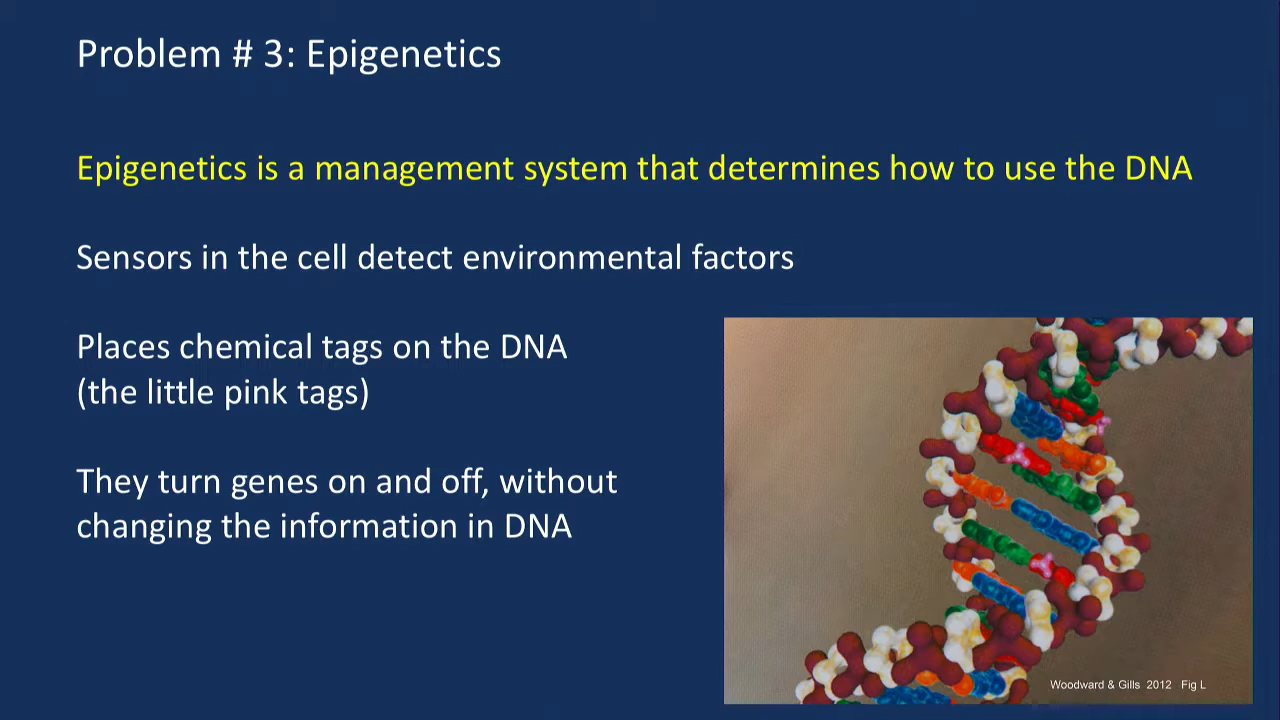 Problem # 3: Epigenetics
Epigenetics is a management system that determines how to use the DNA
Sensors in the cell detect environmental factors
Places chemical tags on the DNA
(the little pink tags)
They turn genes on and off, without
changing the information in DNA
Woodward & Gills 2012 Fig L